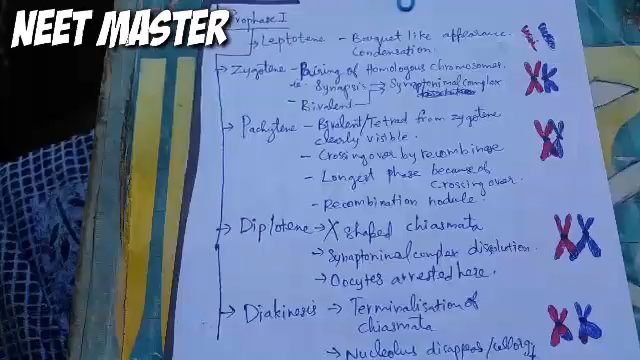 NEET MASTER
Prophase I
→ Leptotene - Bouquet like appearance.
Condensation.
→ Zygotene - Pairing of Homologous chromosomes.
i.e. Synapsis → Synaptonimal complex
- Bivalent
→ Pachytene - Bivalent/Tetrad from zygotene
clearly visible.
- Crossing over by recombinase
- Longest phase because of
crossing over.
- Recombination nodule.
→ Diplotene → X shaped chiasmata
→ Synaptonimal complex dissolution.
→ Oocytes arrested here.
→ Diakinesis → Terminalisation of
chiasmata
→ Nucleolus disappears/